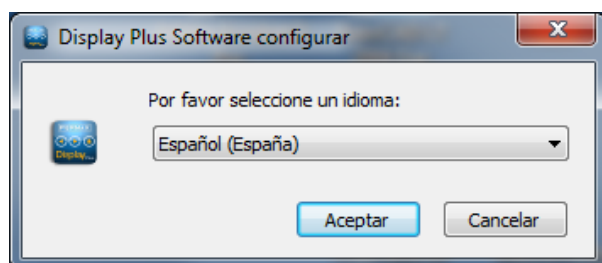 Display Plus Software configurar
Por favor seleccione un idioma:
Español (España)
Aceptar
Cancelar